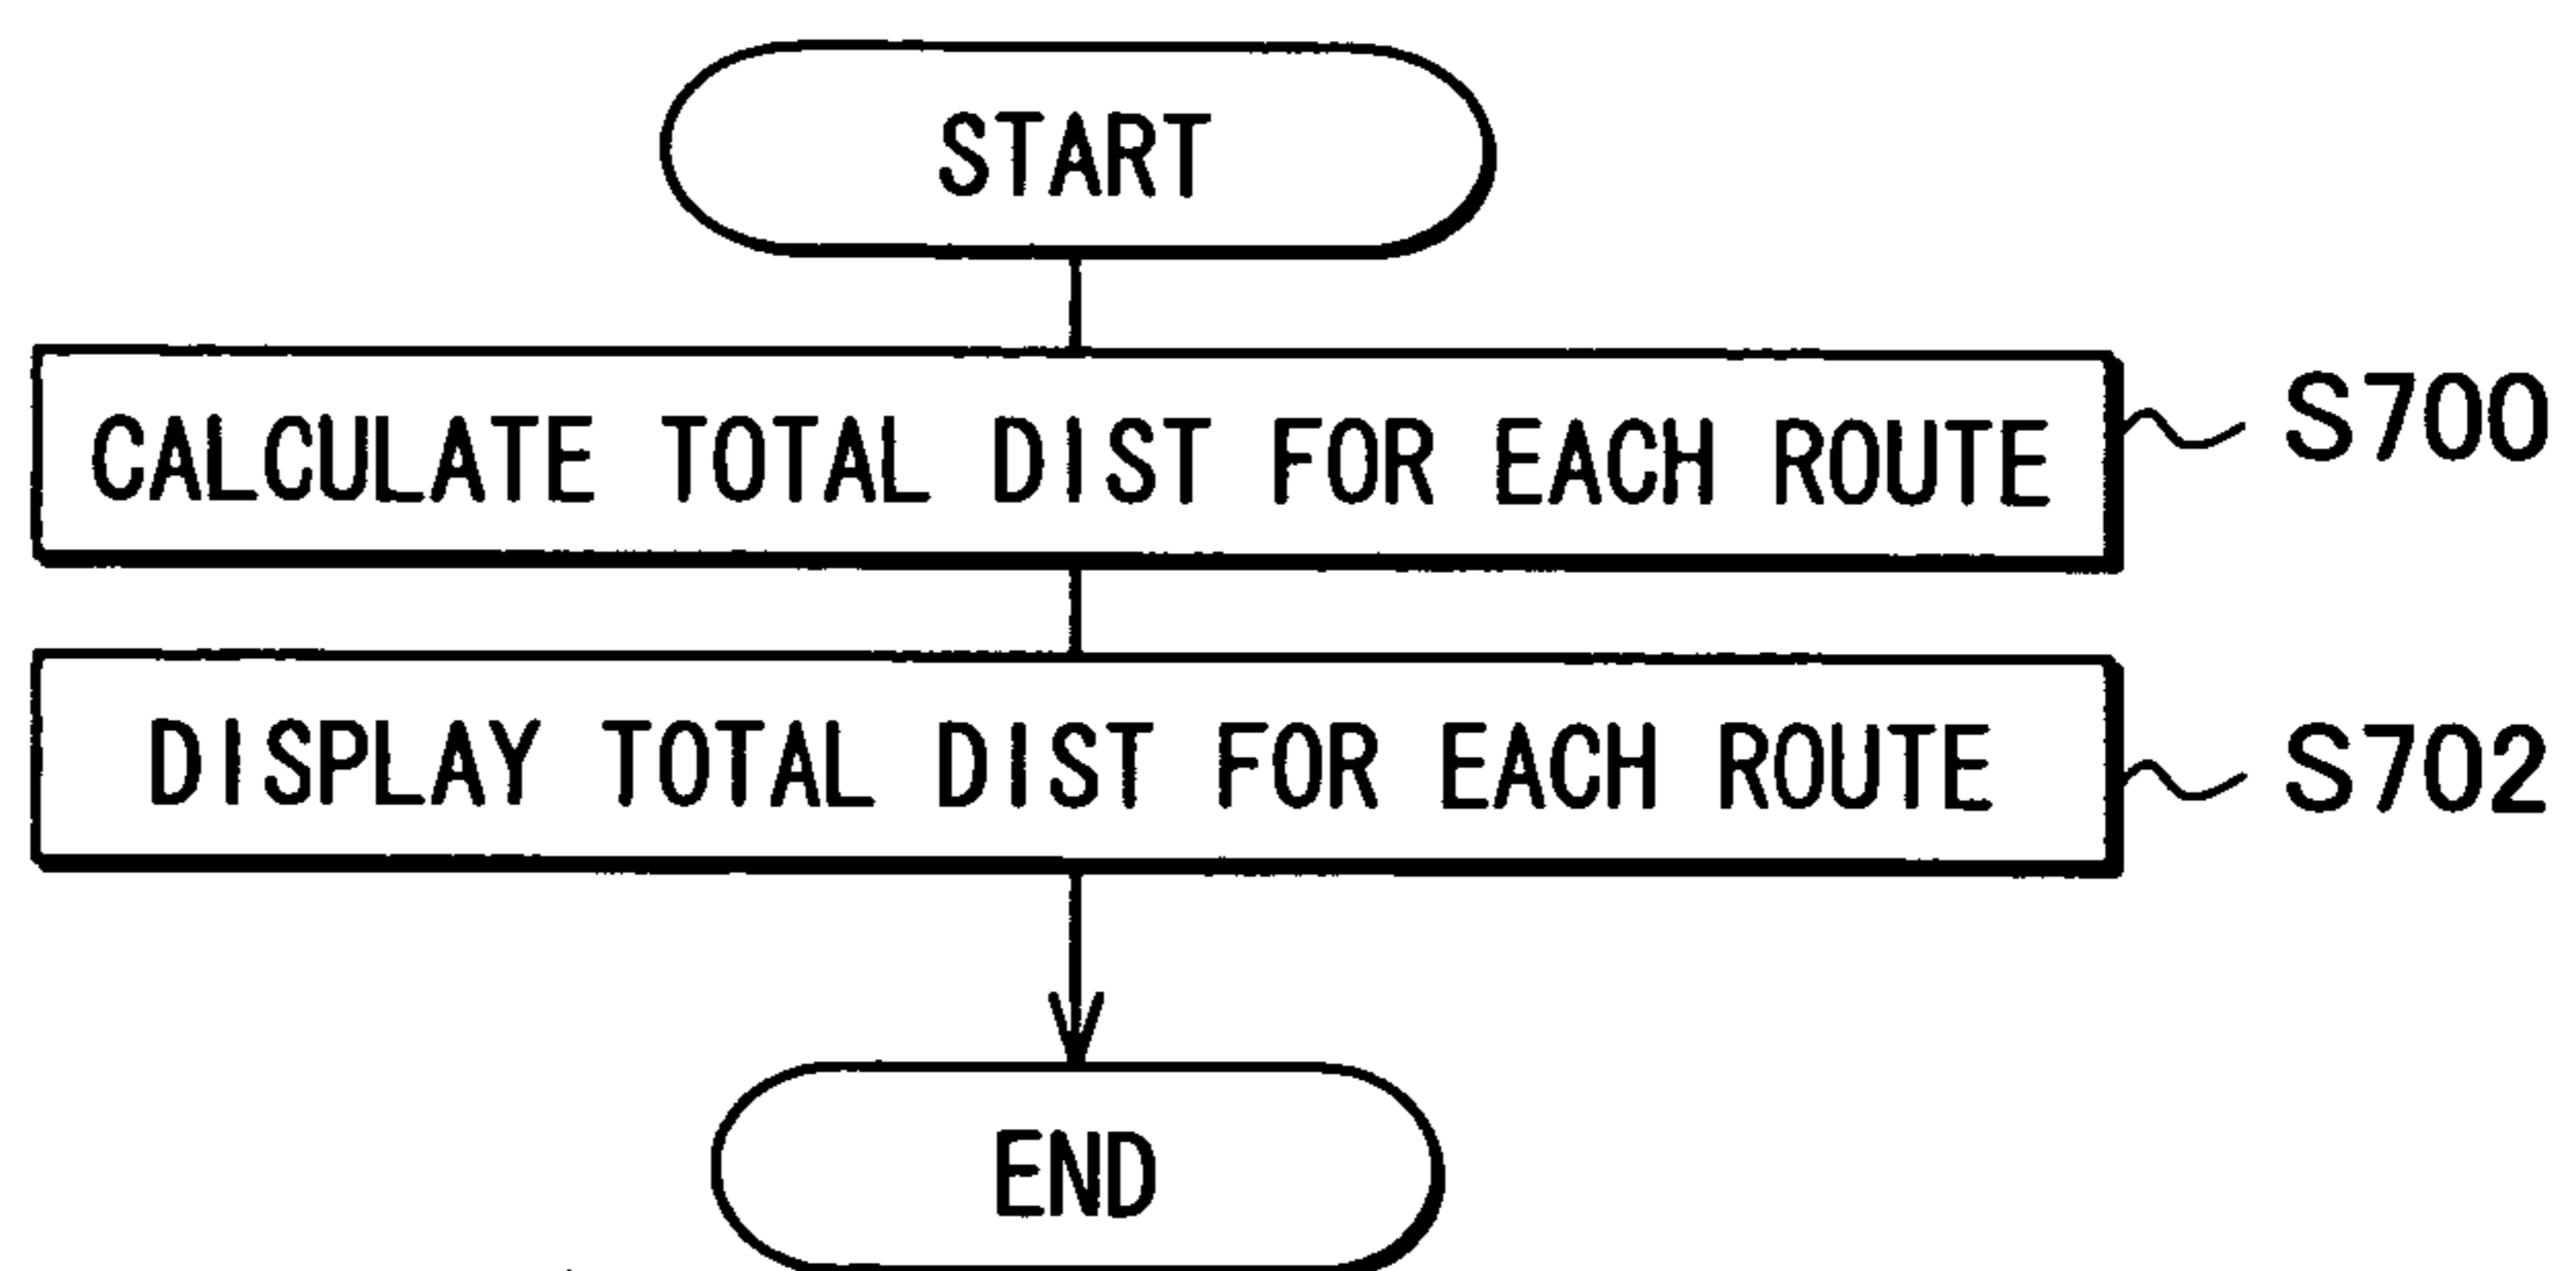 START
CALCULATE TOTAL DIST FOR EACH ROUTE
S700
DISPLAY TOTAL DIST FOR EACH ROUTE
S702
END